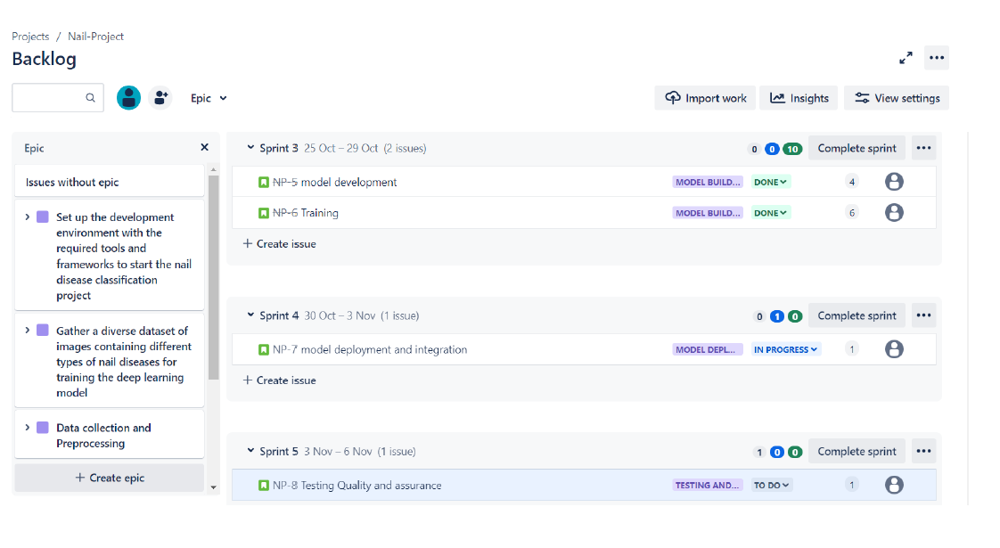 Projects / Nail-Project
Backlog
Epic
Import work
Insights
View settings
Epic
Issues without epic
Set up the development
environment with the
required tools and
frameworks to start the nail
disease classification
project
Gather a diverse dataset of
images containing different
types of nail diseases for
training the deep learning
model
Data collection and
Preprocessing
+ Create epic
Sprint 3 25 Oct – 29 Oct (2 issues) 0 0 10 Complete sprint
NP-5 model development MODEL BUILD... DONE 4
NP-6 Training MODEL BUILD... DONE 6
+ Create issue
Sprint 4 30 Oct – 3 Nov (1 issue) 0 1 0 Complete sprint
NP-7 model deployment and integration MODEL DEPL... IN PROGRESS 1
+ Create issue
Sprint 5 3 Nov – 6 Nov (1 issue) 1 0 0 Complete sprint
NP-8 Testing Quality and assurance TESTING AND... TO DO 1